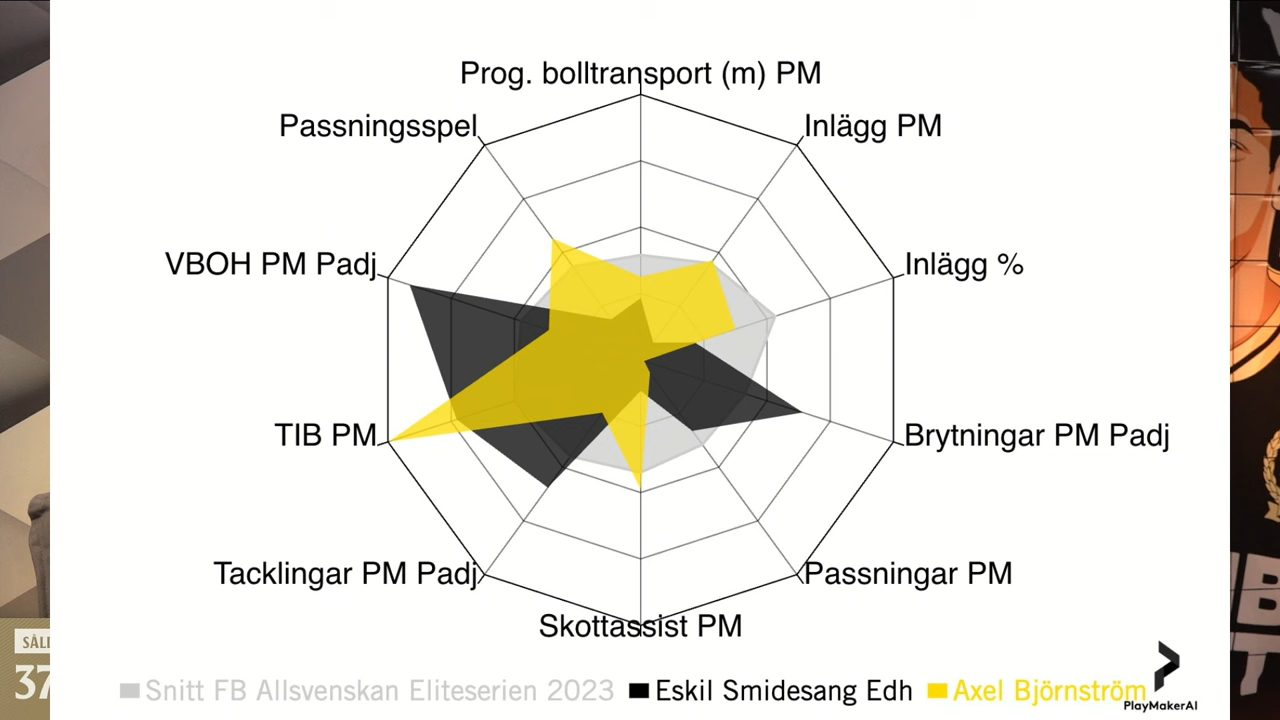 Prog. bolltransport (m) PM
Passningsspel
Inlägg PM
VBOH PM Padj
Inlägg %
TIB PM
Brytningar PM Padj
Tacklingar PM Padj
Passningar PM
Skottassist PM
Snitt FB Allsvenskan Eliteserien 2023
Eskil Smidesang Edh
Axel Björnström
PlayMakerAI
37